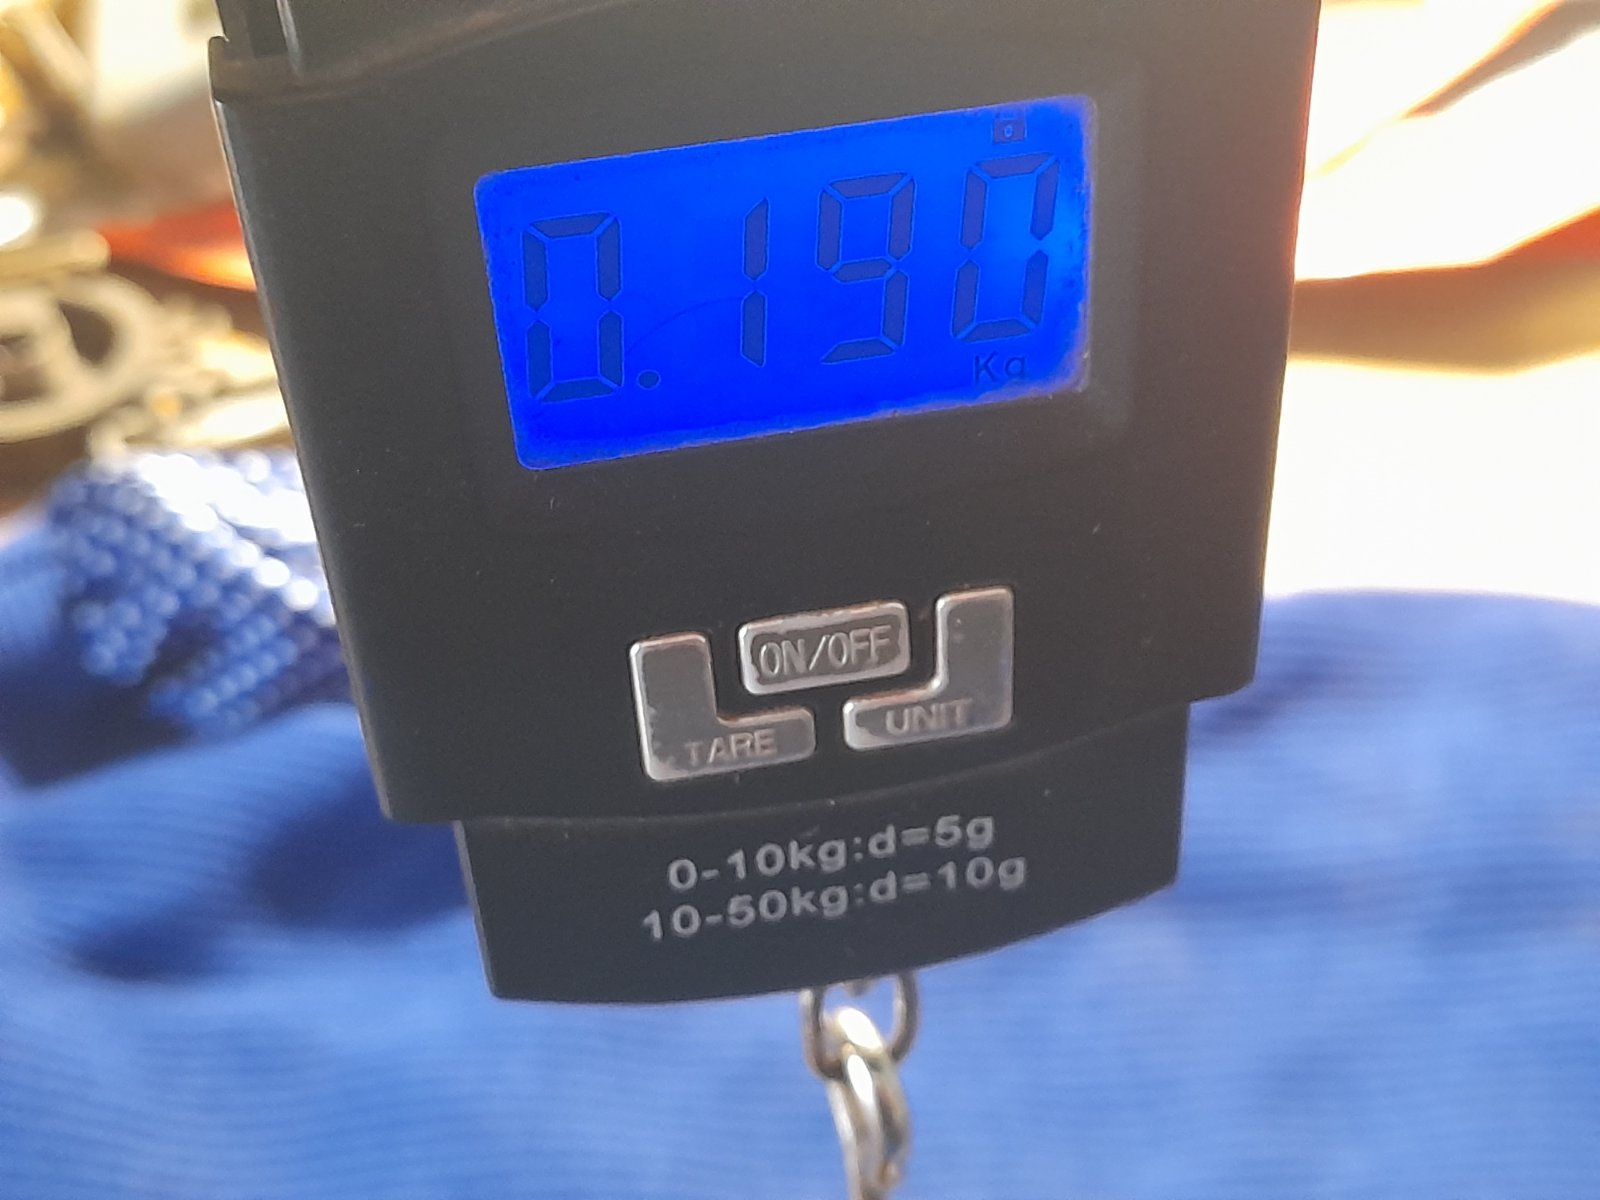 0.190
Kg
ON/OFF
TARE
UNIT
0-10kg:d=5g
10-50kg:d=10g